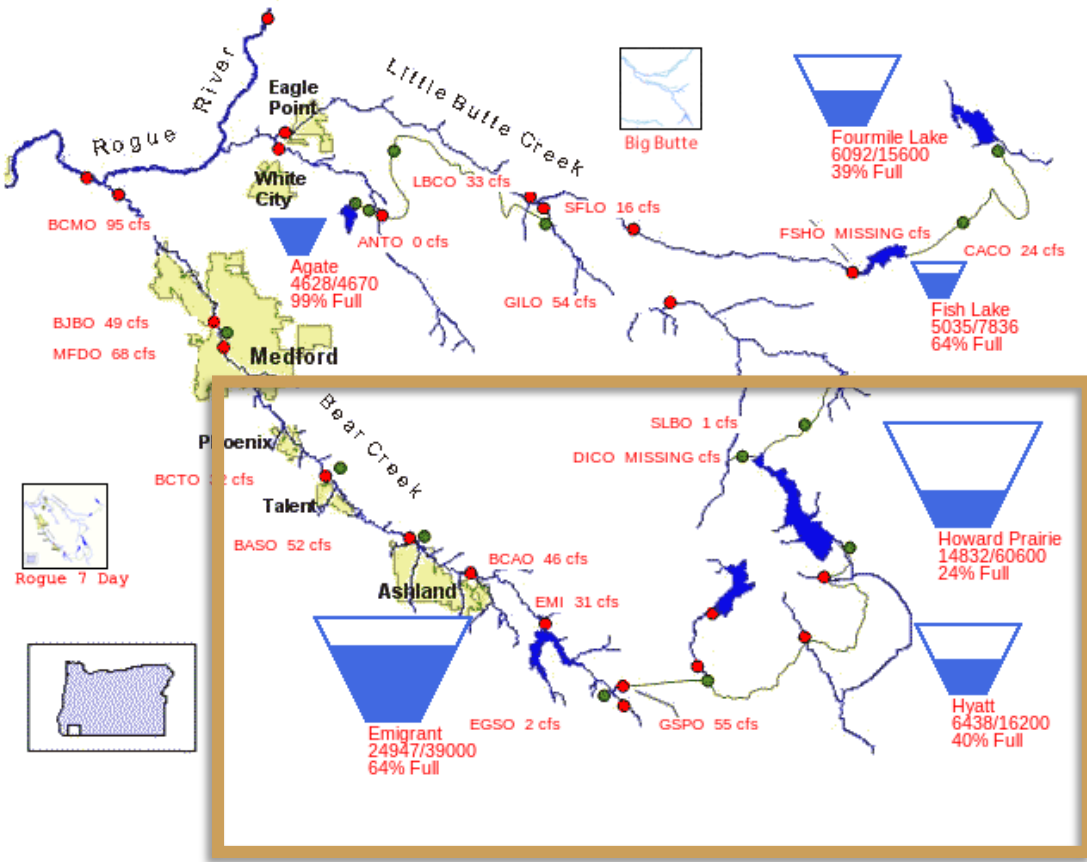 Rogue River
Eagle
Point
Little Butte Creek
Big Butte
Fourmile Lake
6092/15600
39% Full
White
City
LBCO 33 cfs
SFLO 16 cfs
FSHO MISSING cfs
CACO 24 cfs
BCMO 95 cfs
ANTO 0 cfs
Agate
4628/4670
99% Full
GILO 54 cfs
Fish Lake
5035/7836
64% Full
BJBO 49 cfs
MFDO 68 cfs
Medford
Bear Creek
Phoenix
SLBO 1 cfs
DICO MISSING cfs
BCTO 32 cfs
Talent
BASO 52 cfs
Howard Prairie
14832/60600
24% Full
Rogue 7 Day
BCAO 46 cfs
Ashland
EMI 31 cfs
EGSO 2 cfs
GSPO 55 cfs
Hyatt
6438/16200
40% Full
Emigrant
24947/39000
64% Full